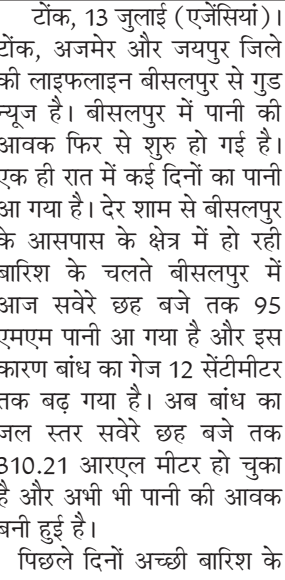 टोंक, 13 जुलाई (एजेंसियां)।
टोंक, अजमेर और जयपुर जिले
की लाइफलाइन बीसलपुर से गुड
न्यूज है। बीसलपुर में पानी की
आवक फिर से शुरु हो गई है।
एक ही रात में कई दिनों का पानी
आ गया है। देर शाम से बीसलपुर
के आसपास के क्षेत्र में हो रही
बारिश के चलते बीसलपुर में
आज सवेरे छह बजे तक 95
एमएम पानी आ गया है और इस
कारण बांध का गेज 12 सेंटीमीटर
तक बढ़ गया है। अब बांध का
जल स्तर सवेरे छह बजे तक
310.21 आरएल मीटर हो चुका
है और अभी भी पानी की आवक
बनी हुई है।
पिछले दिनों अच्छी बारिश के